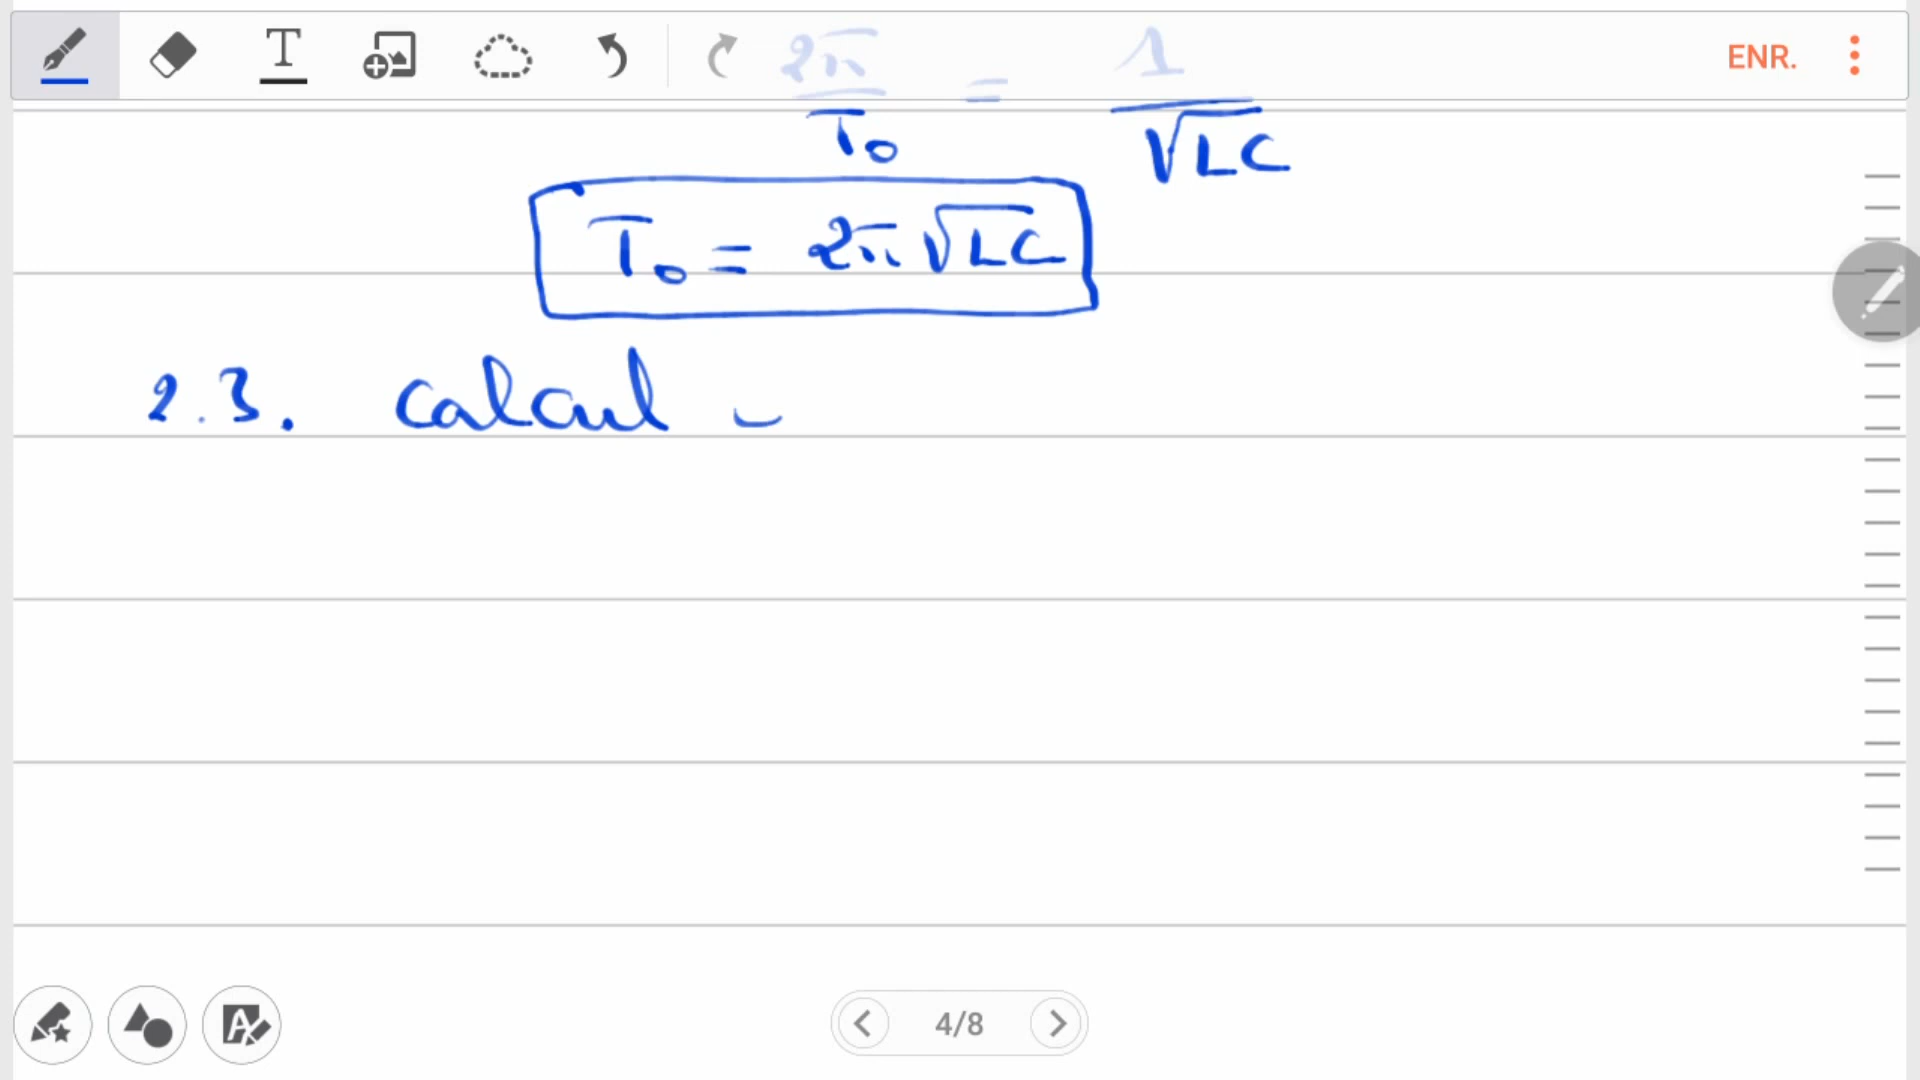 T ENR.
2π/T₀ = 1/√LC
T₀ = 2π√LC
2.3. calcul
4/8